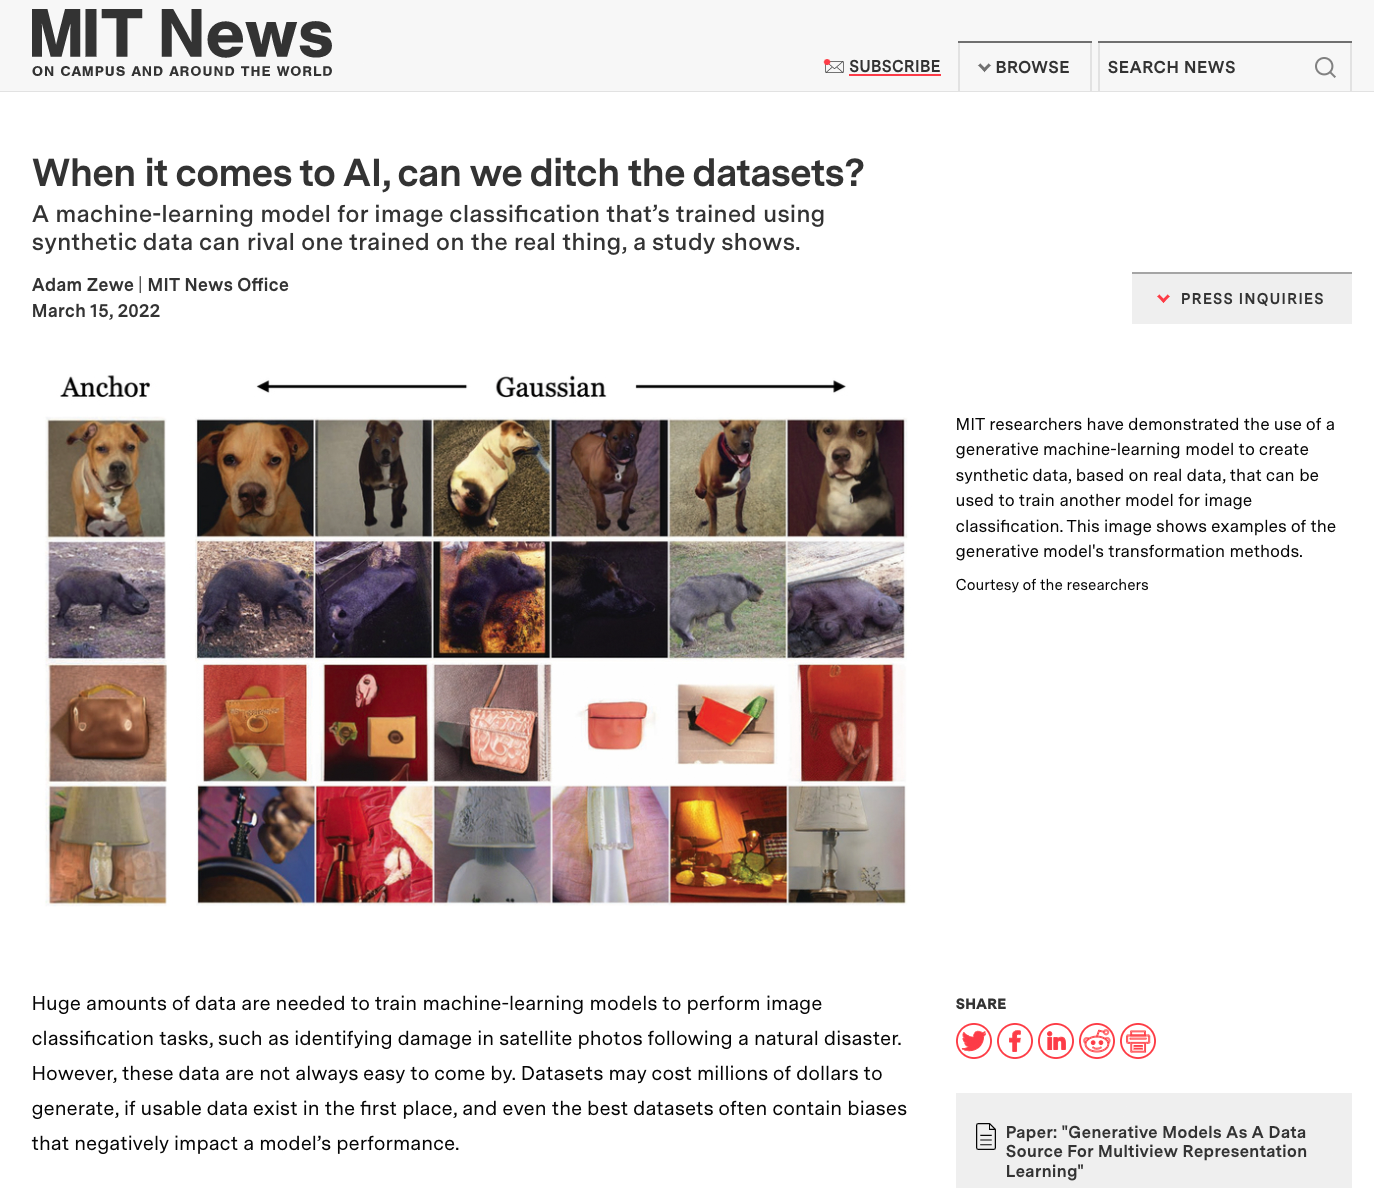 MIT News
ON CAMPUS AND AROUND THE WORLD
SUBSCRIBE
BROWSE
SEARCH NEWS
When it comes to AI, can we ditch the datasets?
A machine-learning model for image classification that’s trained using
synthetic data can rival one trained on the real thing, a study shows.
Adam Zewe | MIT News Office
March 15, 2022
PRESS INQUIRIES
Anchor
Gaussian
MIT researchers have demonstrated the use of a
generative machine-learning model to create
synthetic data, based on real data, that can be
used to train another model for image
classification. This image shows examples of the
generative model's transformation methods.
Courtesy of the researchers
Huge amounts of data are needed to train machine-learning models to perform image
classification tasks, such as identifying damage in satellite photos following a natural disaster.
However, these data are not always easy to come by. Datasets may cost millions of dollars to
generate, if usable data exist in the first place, and even the best datasets often contain biases
that negatively impact a model’s performance.
SHARE
Paper: "Generative Models As A Data
Source For Multiview Representation
Learning"